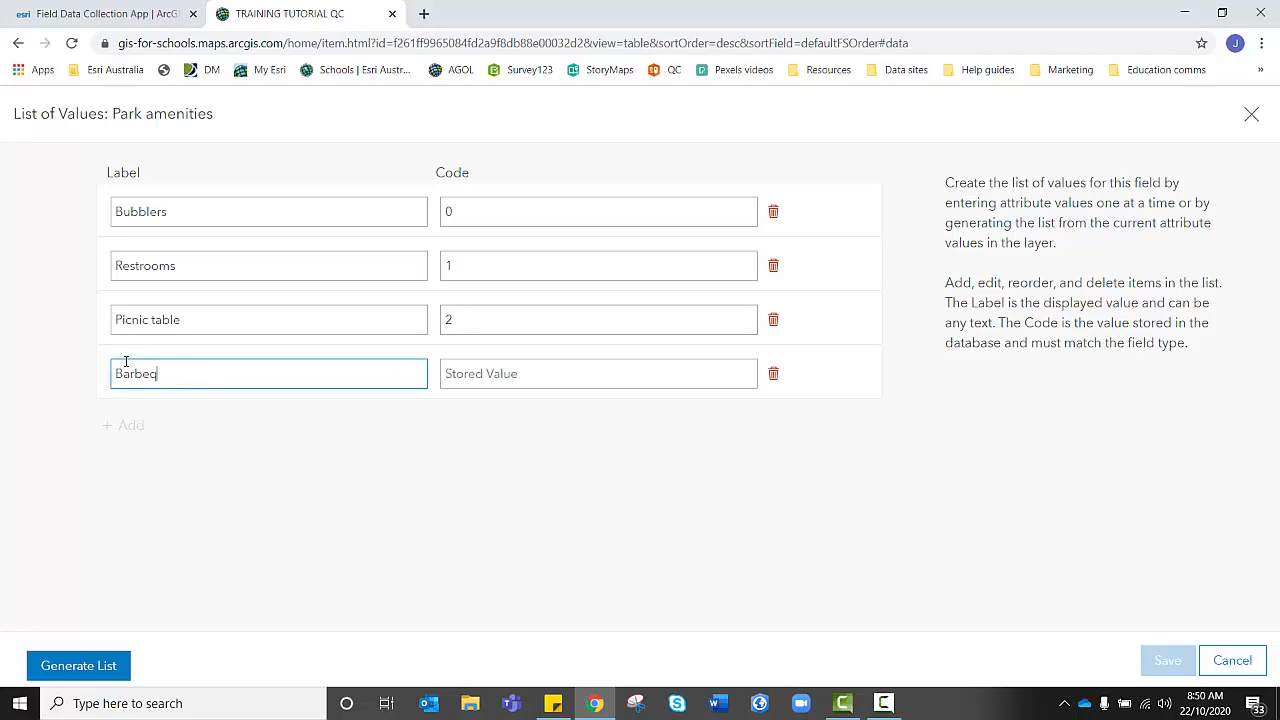 esri Field Data Collection App | ArcG
TRAINING TUTORIAL QC
gis-for-schools.maps.arcgis.com/home/item.html?id=f261ff9965084fd2a9f8db88e00032d2&view=table&sortOrder=desc&sortField=defaultFSOrder#data
J
Apps Esri Australia DM My Esri Schools | Esri Austr... AGOL Survey123 StoryMaps QC Pexels videos Resources Data sites Help guides Marketing Education comms »
List of Values: Park amenities
Label Code
Bubblers 0
Restrooms 1
Picnic table 2
Barbeq Stored Value
+ Add
Create the list of values for this field by
entering attribute values one at a time or by
generating the list from the current attribute
values in the layer.
Add, edit, reorder, and delete items in the list.
The Label is the displayed value and can be
any text. The Code is the value stored in the
database and must match the field type.
Generate List Save Cancel
Type here to search
8:50 AM
22/10/2020
33